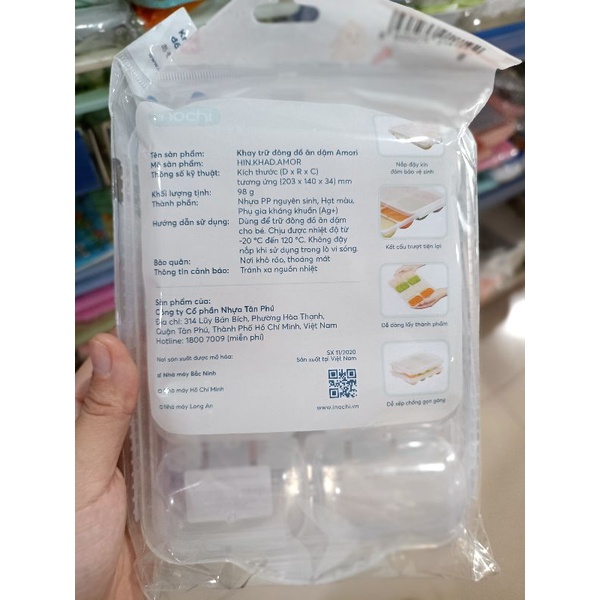 inochi
Tên sản phẩm: Khay trữ đông đồ ăn dặm Amori
Mã sản phẩm: HIN.KHAD.AMOR
Thông số kỹ thuật: Kích thước (D x R x C)
tương ứng (203 x 140 x 34) mm
Khối lượng tịnh: 98 g
Thành phần: Nhựa PP nguyên sinh, Hạt màu,
Phụ gia kháng khuẩn (Ag+)
Hướng dẫn sử dụng: Dùng để trữ đông đồ ăn dặm
cho bé. Chịu được nhiệt độ từ
-20 °C đến 120 °C. Không đậy
nắp khi sử dụng trong lò vi sóng.
Bảo quản: Nơi khô ráo, thoáng mát
Thông tin cảnh báo: Tránh xa nguồn nhiệt
Sản phẩm của:
Công ty Cổ phần Nhựa Tân Phú
Địa chỉ: 314 Lũy Bán Bích, Phường Hòa Thạnh,
Quận Tân Phú, Thành Phố Hồ Chí Minh, Việt Nam
Hotline: 1800 7009 (miễn phí)
Nơi sản xuất được mã hóa:
SX 11/2020
Sản xuất tại Việt Nam
Nhà máy Bắc Ninh
Nhà máy Hồ Chí Minh
Nhà máy Long An
www.inochi.vn
Nắp đậy kín
đảm bảo vệ sinh
Kết cấu trượt tiện lợi
Dễ dàng lấy thành phẩm
Dễ xếp chồng gọn gàng